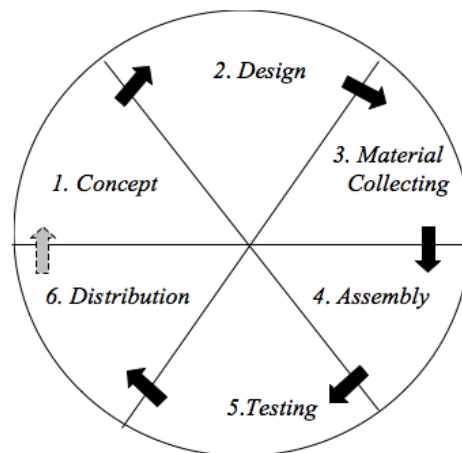 1. Concept
2. Design
3. Material
Collecting
4. Assembly
5.Testing
6. Distribution